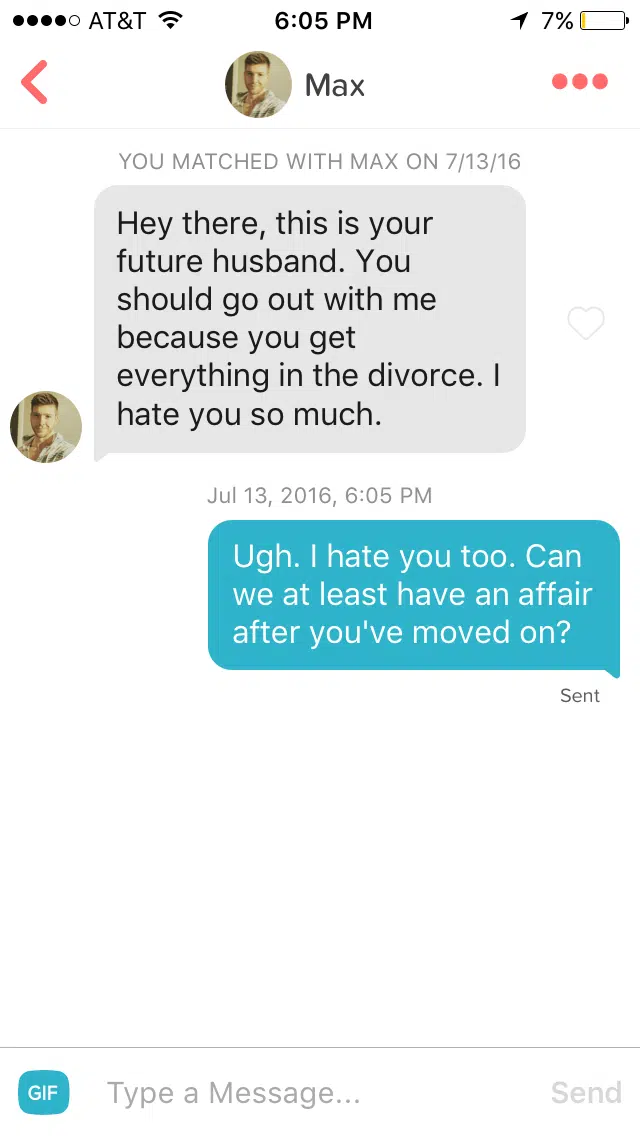 AT&T 6:05 PM 7%
Max
YOU MATCHED WITH MAX ON 7/13/16
Hey there, this is your
future husband. You
should go out with me
because you get
everything in the divorce. I
hate you so much.
Jul 13, 2016, 6:05 PM
Ugh. I hate you too. Can
we at least have an affair
after you've moved on?
Sent
GIF Type a Message... Send